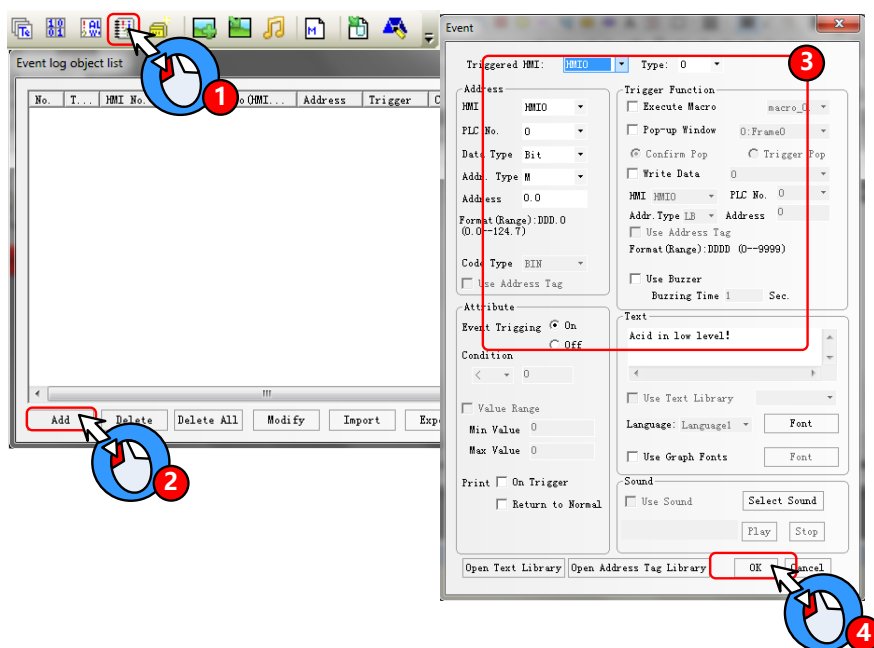 Event log object list
No. T... HMI No. o(HMI... Address Trigger C
1
Add Delete Delete All Modify Import Exp
2
Event
Triggered HMI: HMI0 Type: 0
3
Address
HMI HMI0
PLC No. 0
Data Type Bit
Addr. Type M
Address 0.0
Format(Range):DDD.O
(0.0--124.7)
Code Type BIN
Use Address Tag
Attribute
Event Trigging On
Off
Condition
< 0
Value Range
Min Value 0
Max Value 0
Print On Trigger
Return to Normal
Trigger Function
Execute Macro macro_0.
Pop-up Window 0:Frame0
Confirm Pop Trigger Pop
Write Data 0
HMI HMI0 PLC No. 0
Addr.Type LB Address 0
Use Address Tag
Format(Range):DDDD (0--9999)
Use Buzzer
Buzzing Time 1 Sec.
Text
Acid in low level!
Use Text Library
Language: Language1 Font
Use Graph Fonts Font
Sound
Use Sound Select Sound
Play Stop
Open Text Library Open Address Tag Library OK Cancel
4